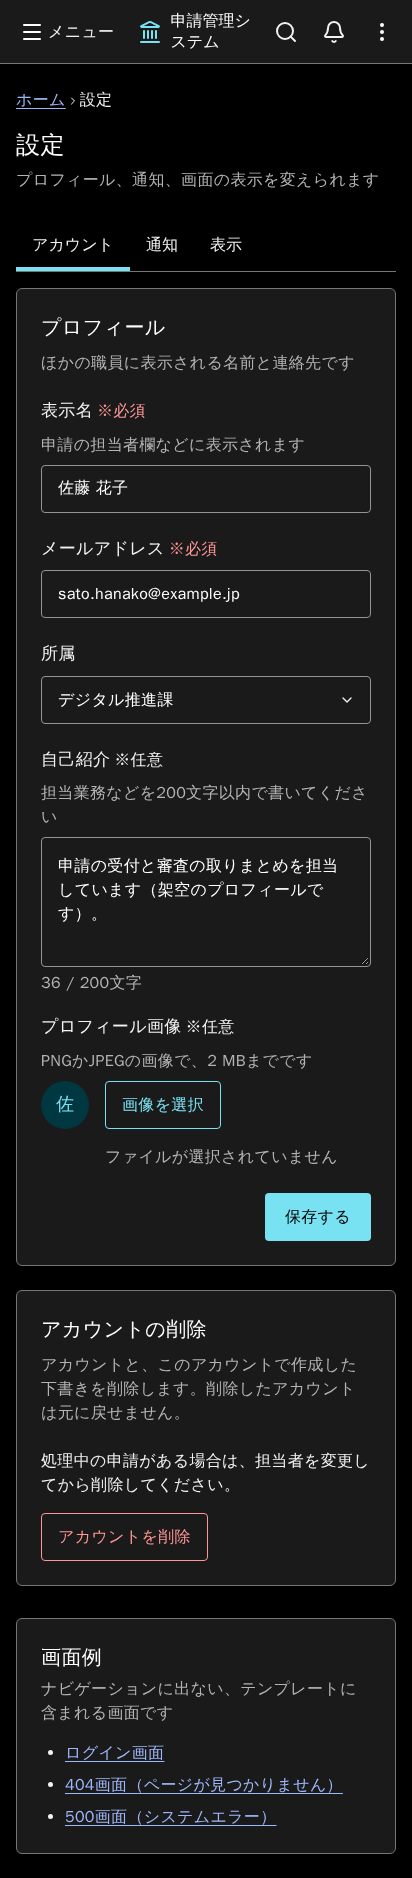 メニュー
申請管理シ
ステム
ホーム › 設定
設定
プロフィール、通知、画面の表示を変えられます
アカウント 通知 表示
プロフィール
ほかの職員に表示される名前と連絡先です
表示名 ※必須
申請の担当者欄などに表示されます
佐藤 花子
メールアドレス ※必須
sato.hanako@example.jp
所属
デジタル推進課
自己紹介 ※任意
担当業務などを200文字以内で書いてくださ
い
申請の受付と審査の取りまとめを担当
しています（架空のプロフィールで
す）。
36 / 200文字
プロフィール画像 ※任意
PNGかJPEGの画像で、2 MBまでです
佐
画像を選択
ファイルが選択されていません
保存する
アカウントの削除
アカウントと、このアカウントで作成した
下書きを削除します。削除したアカウント
は元に戻せません。
処理中の申請がある場合は、担当者を変更し
てから削除してください。
アカウントを削除
画面例
ナビゲーションに出ない、テンプレートに
含まれる画面です
• ログイン画面
• 404画面（ページが見つかりません）
• 500画面（システムエラー）